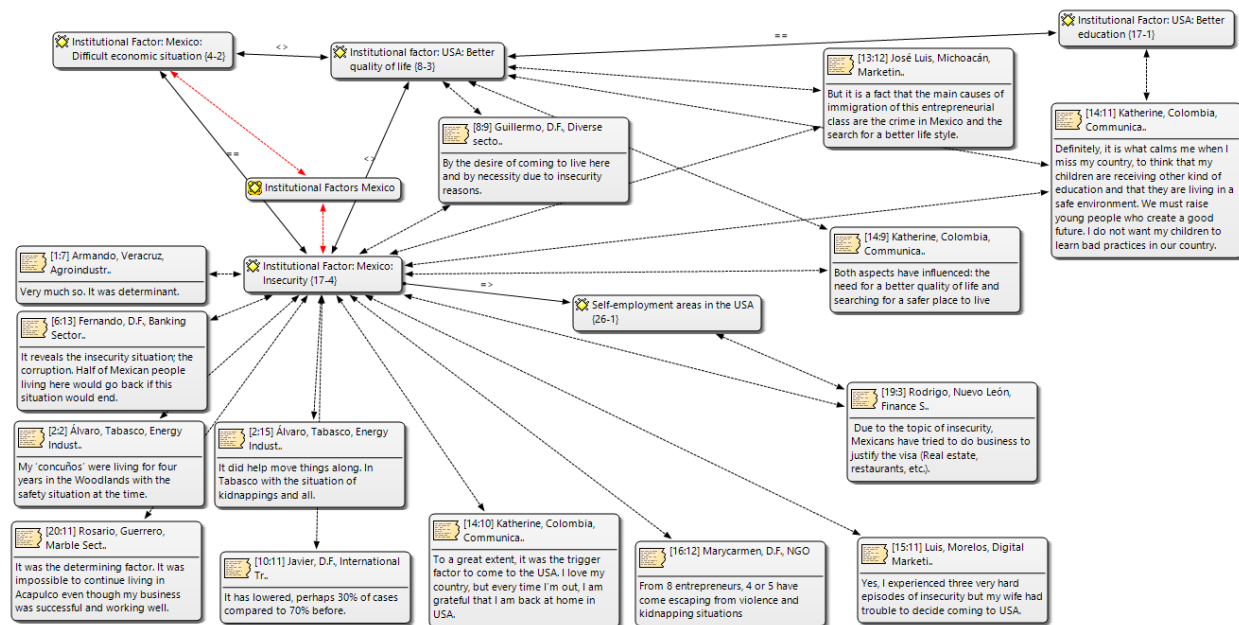 Institutional Factors: Mexico:
Difficult economic situation {4-2}
<>
Institutional factor: USA: Better
quality of life {8-3}
==
Institutional Factor: USA: Better
education {17-1}
[13:12] José Luis, Michoacán,
Marketin..
But it is a fact that the main causes of
immigration of this entrepreneurial
class are the crime in Mexico and the
search for a better life style.
[14:11] Katherine, Colombia,
Communica..
Definitely, it is what calms me when I
miss my country, to think that my
children are receiving other kind of
education and that they are living in a
safe environment. We must raise
young people who create a good
future. I do not want my children to
learn bad practices in our country.
[8:9] Guillermo, D.F., Diverse
secto..
By the desire of coming to live here
and by necessity due to insecurity
reasons.
==
<>
Institutional Factors Mexico
[14:9] Katherine, Colombia,
Communica..
Both aspects have influenced: the
need for a better quality of life and
searching for a safer place to live
[1:7] Armando, Veracruz,
Agroindustr..
Very much so. It was determinant.
Institutional Factor: Mexico:
Insecurity {17-4}
=>
Self-employment areas in the USA
{26-1}
[6:13] Fernando, D.F., Banking
Sector..
It reveals the insecurity situation; the
corruption. Half of Mexican people
living here would go back if this
situation would end.
[19:3] Rodrigo, Nuevo León,
Finance S..
Due to the topic of insecurity,
Mexicans have tried to do business to
justify the visa (Real estate,
restaurants, etc.).
[2:2] Álvaro, Tabasco, Energy
Indust..
My 'concuños' were living for four
years in the Woodlands with the
safety situation at the time.
[2:15] Álvaro, Tabasco, Energy
Indust..
It did help move things along. In
Tabasco with the situation of
kidnappings and all.
[20:11] Rosario, Guerrero,
Marble Sect..
It was the determining factor. It was
impossible to continue living in
Acapulco even though my business
was successful and working well.
[10:11] Javier, D.F., International
Tr..
It has lowered, perhaps 30% of cases
compared to 70% before.
[14:10] Katherine, Colombia,
Communica..
To a great extent, it was the trigger
factor to come to the USA. I love my
country, but every time I'm out, I am
grateful that I am back at home in
USA.
[16:12] Marycarmen, D.F., NGO
From 8 entrepreneurs, 4 or 5 have
come escaping from violence and
kidnapping situations
[15:11] Luis, Morelos, Digital
Marketi..
Yes, I experienced three very hard
episodes of insecurity but my wife had
trouble to decide coming to USA.